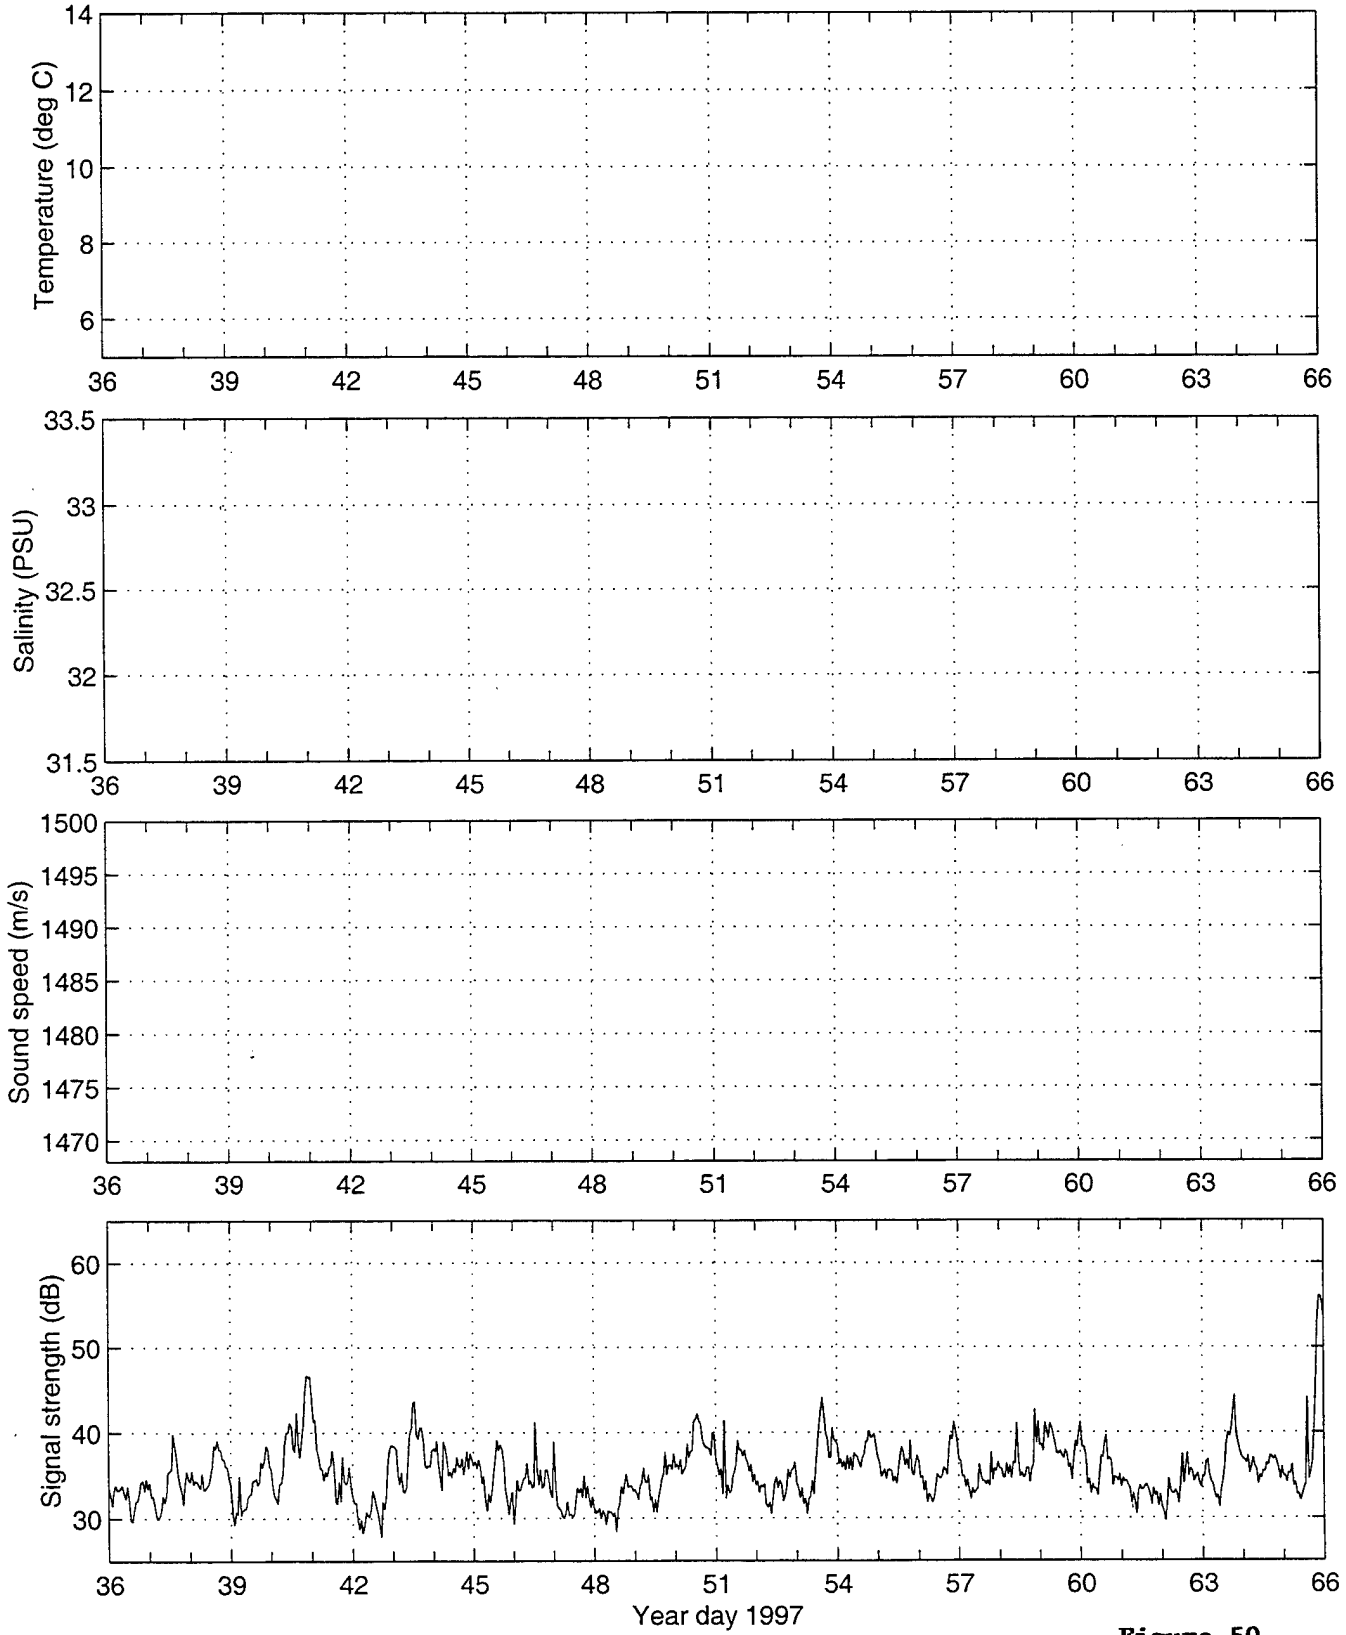 14
12
10
8
6
Temperature (deg C)
36 39 42 45 48 51 54 57 60 63 66
33.5
33
32.5
32
31.5
Salinity (PSU)
36 39 42 45 48 51 54 57 60 63 66
1500
1495
1490
1485
1480
1475
1470
Sound speed (m/s)
36 39 42 45 48 51 54 57 60 63 66
60
50
40
30
Signal strength (dB)
36 39 42 45 48 51 54 57 60 63 66
Year day 1997
Figure 50